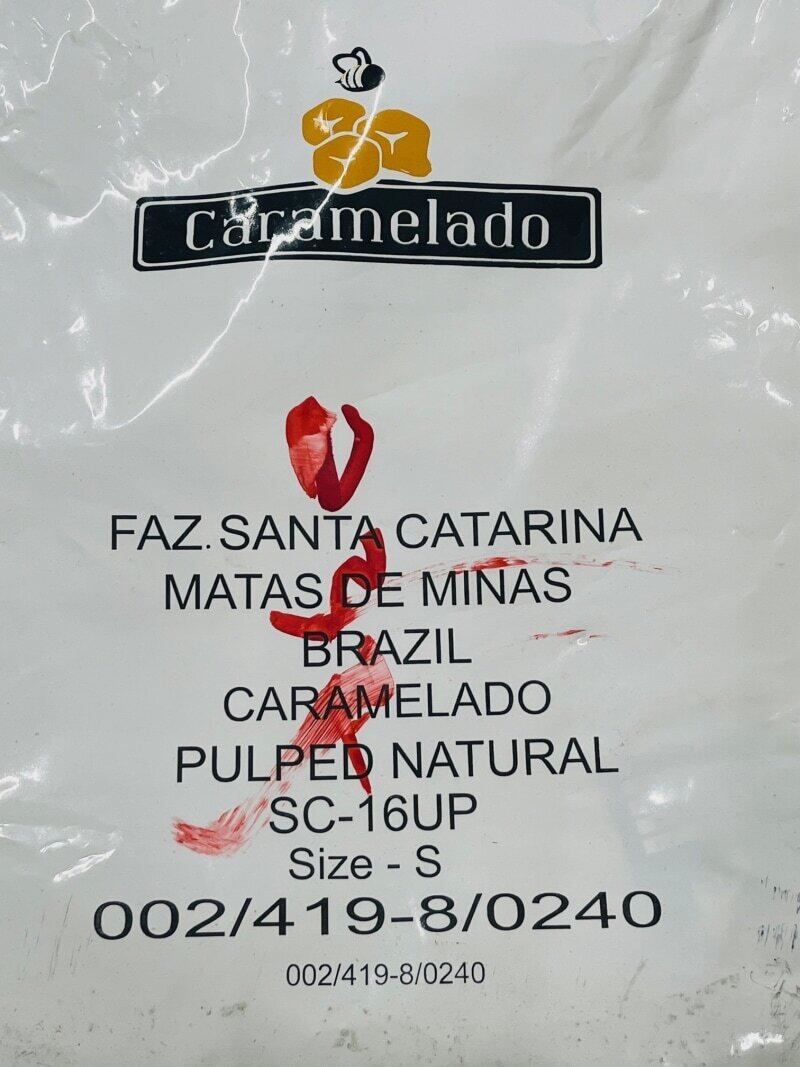 Caramelado
FAZ. SANTA CATARINA
MATAS DE MINAS
BRAZIL
CARAMELADO
PULPED NATURAL
SC-16UP
Size - S
002/419-8/0240
002/419-8/0240